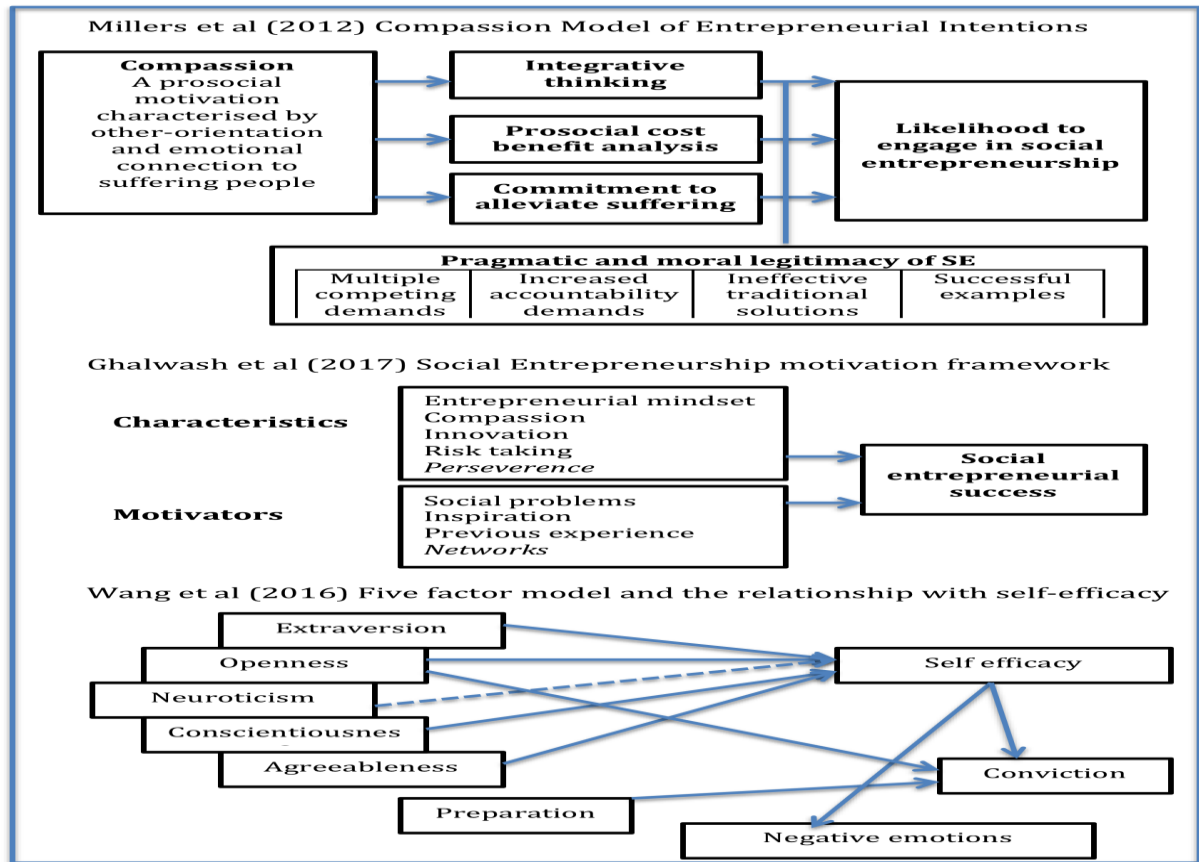 Millers et al (2012) Compassion Model of Entrepreneurial Intentions
Compassion
A prosocial
motivation
characterised by
other-orientation
and emotional
connection to
suffering people
Integrative
thinking
Prosocial cost
benefit analysis
Commitment to
alleviate suffering
Likelihood to
engage in social
entrepreneurship
Pragmatic and moral legitimacy of SE
Multiple
competing
demands
Increased
accountability
demands
Ineffective
traditional
solutions
Successful
examples
Ghalwash et al (2017) Social Entrepreneurship motivation framework
Characteristics
Entrepreneurial mindset
Compassion
Innovation
Risk taking
Perseverence
Motivators
Social problems
Inspiration
Previous experience
Networks
Social
entrepreneurial
success
Wang et al (2016) Five factor model and the relationship with self-efficacy
Extraversion
Openness
Neuroticism
Conscientiousnes
Agreeableness
Preparation
Self efficacy
Conviction
Negative emotions